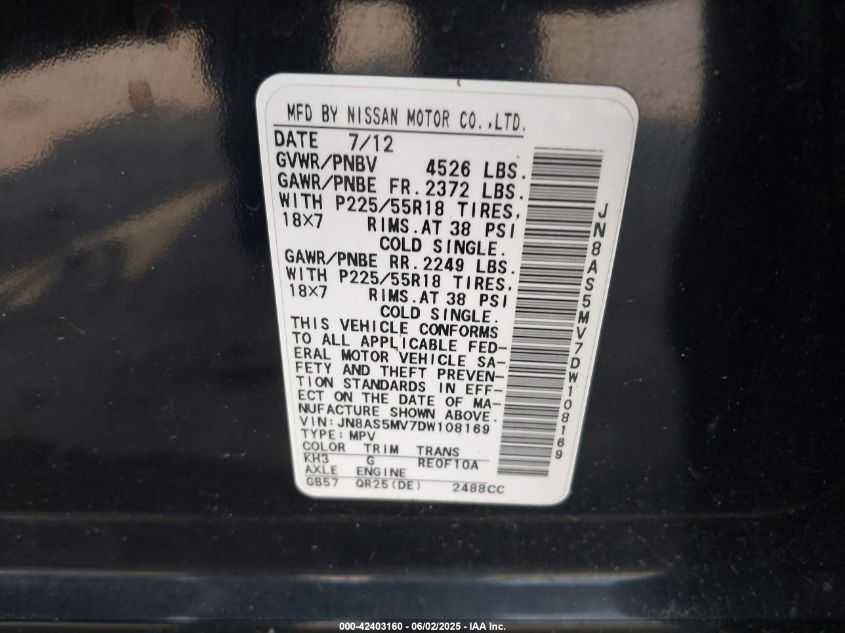 MFD BY NISSAN MOTOR CO.,LTD.
DATE 7/12
GVWR/PNBV 4526 LBS.
GAWR/PNBE FR. 2372 LBS.
WITH P225/55R18 TIRES,
18X7 RIMS.AT 38 PSI
COLD SINGLE.
GAWR/PNBE RR. 2249 LBS.
WITH P225/55R18 TIRES,
18X7 RIMS.AT 38 PSI
COLD SINGLE.
THIS VEHICLE CONFORMS
TO ALL APPLICABLE FED-
ERAL MOTOR VEHICLE SA-
FETY AND THEFT PREVEN-
TION STANDARDS IN EFF-
ECT ON THE DATE OF MA-
NUFACTURE SHOWN ABOVE.
VIN: JN8AS5MV7DW108169
TYPE: MPV
COLOR TRIM TRANS
KH3 G RE0F10A
AXLE ENGINE
GB57 QR25(DE) 2488CC
JN8AS5MV7DW108169
000-42403160 - 06/02/2025 - IAA Inc.